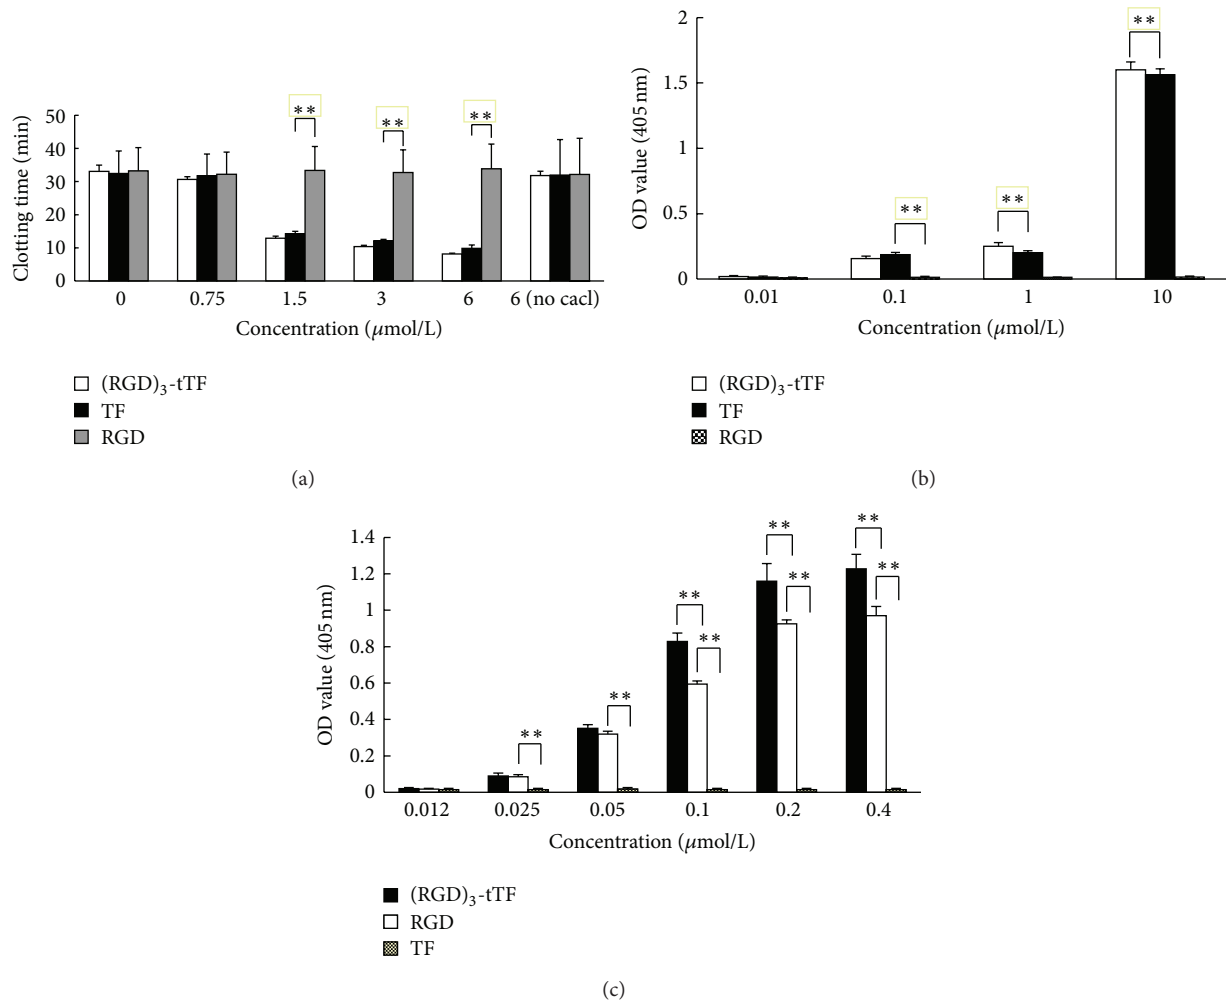 50
40
30
20
10
0
Clotting time (min)
** ** **
0 0.75 1.5 3 6 6 (no cacl)
Concentration (μmol/L)
(RGD)₃-tTF
TF
RGD
(a)
2
1.5
1
0.5
0
OD value (405 nm)
** ** **
0.01 0.1 1 10
Concentration (μmol/L)
(RGD)₃-tTF
TF
RGD
(b)
1.4
1.2
1
0.8
0.6
0.4
0.2
0
OD value (405 nm)
** ** ** ** ** ** ** **
0.012 0.025 0.05 0.1 0.2 0.4
Concentration (μmol/L)
(RGD)₃-tTF
RGD
TF
(c)